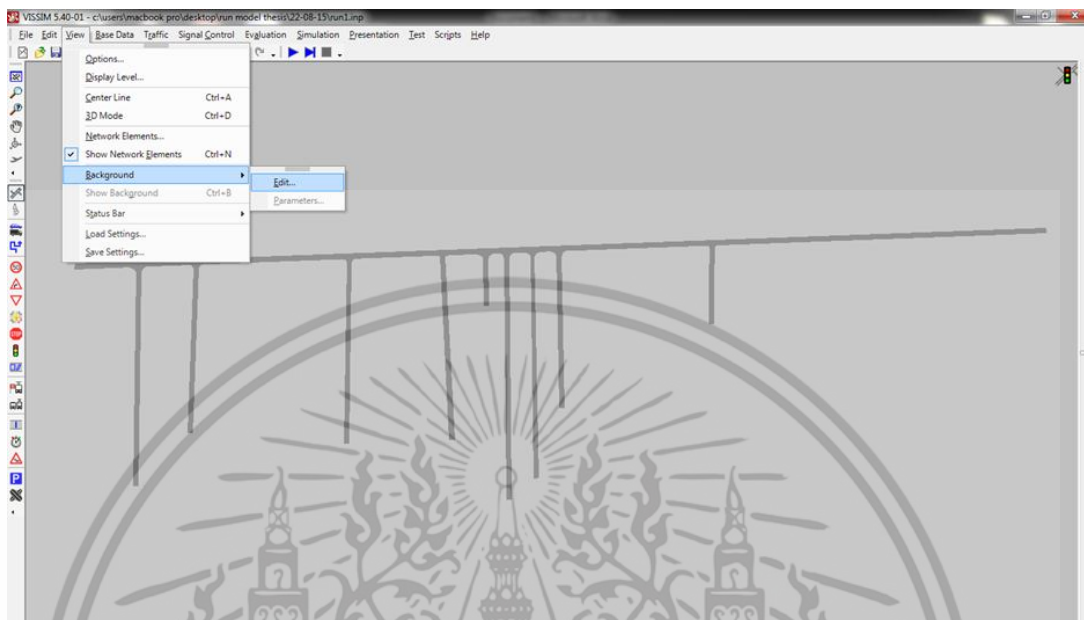 VISSIM 5.40-01 - c:\users\macbook pro\desktop\run model thesis\22-08-15\run1.inp
File Edit View Base Data Traffic Signal Control Evaluation Simulation Presentation Test Scripts Help
Options...
Display Level...
Center Line Ctrl+A
3D Mode Ctrl+D
Network Elements...
Show Network Elements Ctrl+N
Background
Edit...
Show Background Ctrl+B
Parameters...
Status Bar
Load Settings...
Save Settings...